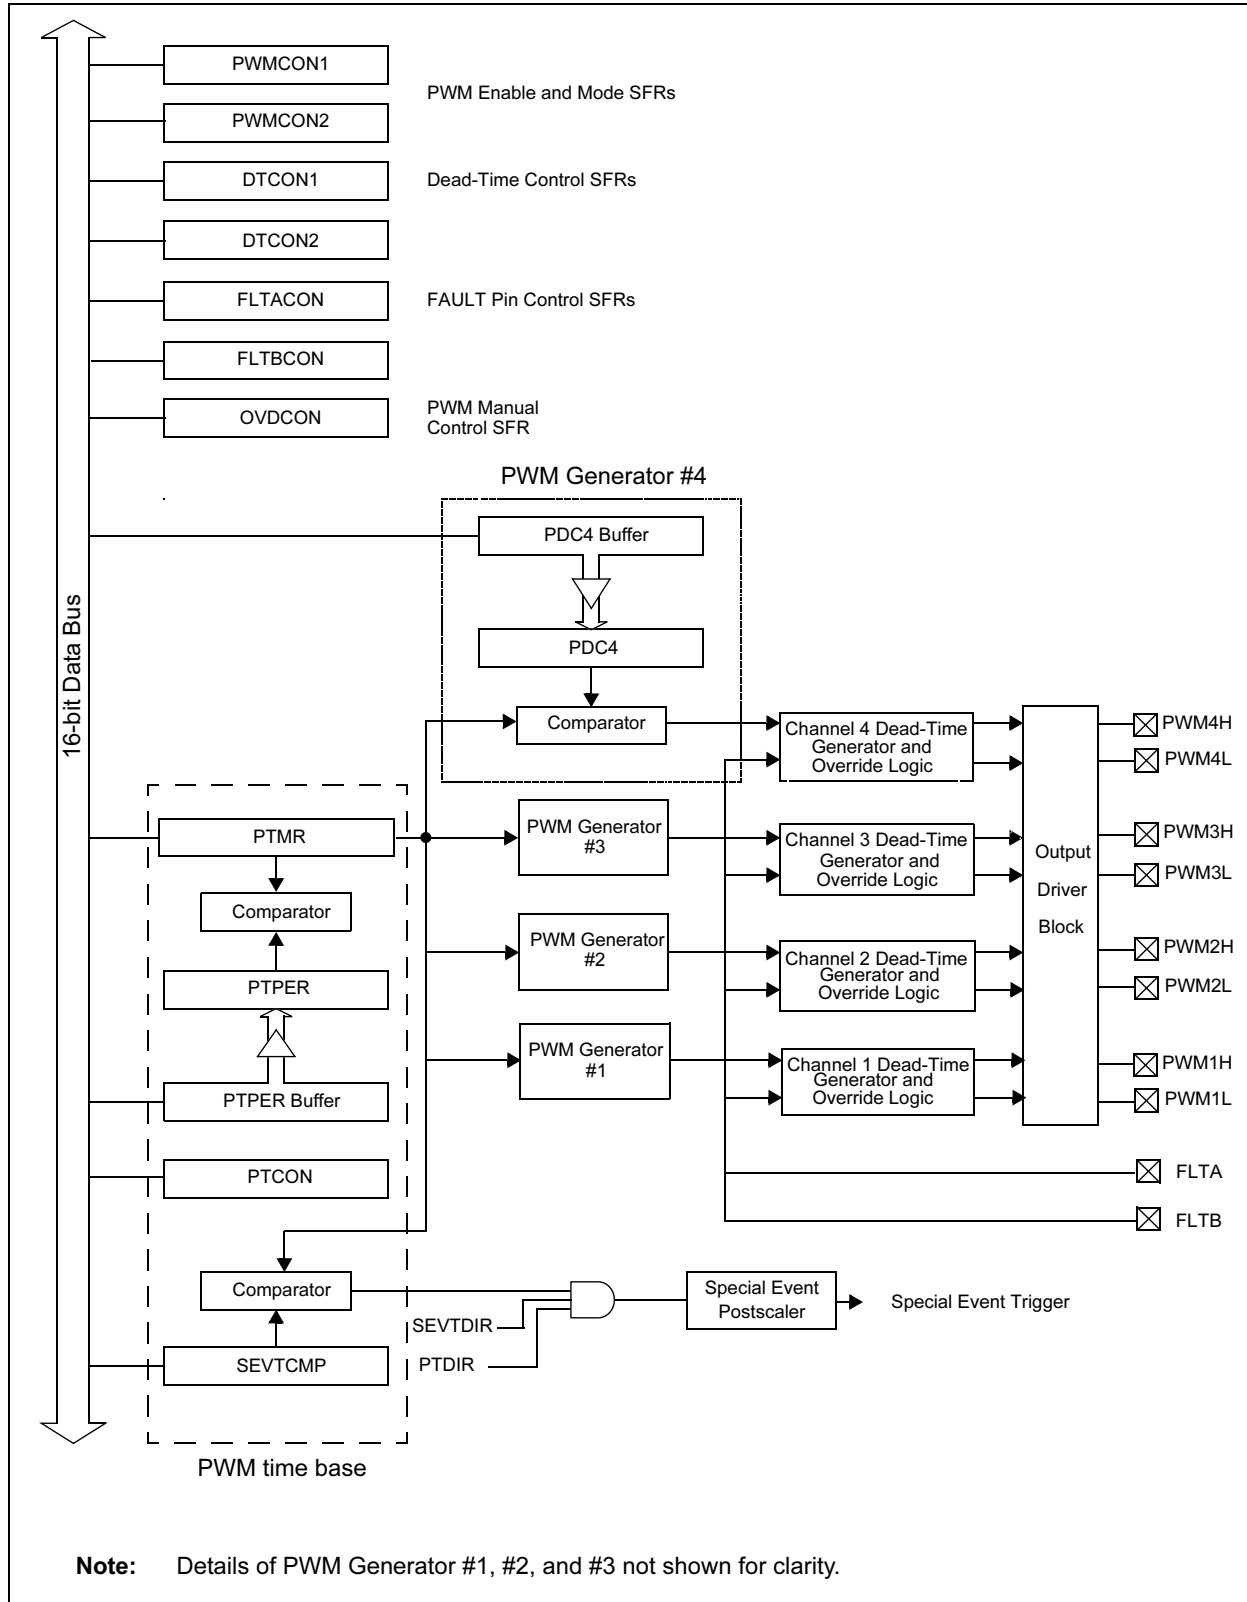 PWMCON1
PWM Enable and Mode SFRs
PWMCON2
DTCON1
Dead-Time Control SFRs
DTCON2
FLTACON
FAULT Pin Control SFRs
FLTBCON
OVDCON
PWM Manual
Control SFR
PWM Generator #4
PDC4 Buffer
PDC4
Comparator
16-bit Data Bus
Channel 4 Dead-Time
Generator and
Override Logic
PWM4H
PWM4L
PTMR
Comparator
PTPER
PTPER Buffer
PTCON
Comparator
SEVTCMP
PWM time base
PWM Generator
#3
Channel 3 Dead-Time
Generator and
Override Logic
PWM3H
PWM3L
Output
Driver
Block
PWM Generator
#2
Channel 2 Dead-Time
Generator and
Override Logic
PWM2H
PWM2L
PWM Generator
#1
Channel 1 Dead-Time
Generator and
Override Logic
PWM1H
PWM1L
FLTA
FLTB
SEVTDIR
PTDIR
Special Event
Postscaler
Special Event Trigger
Note: Details of PWM Generator #1, #2, and #3 not shown for clarity.